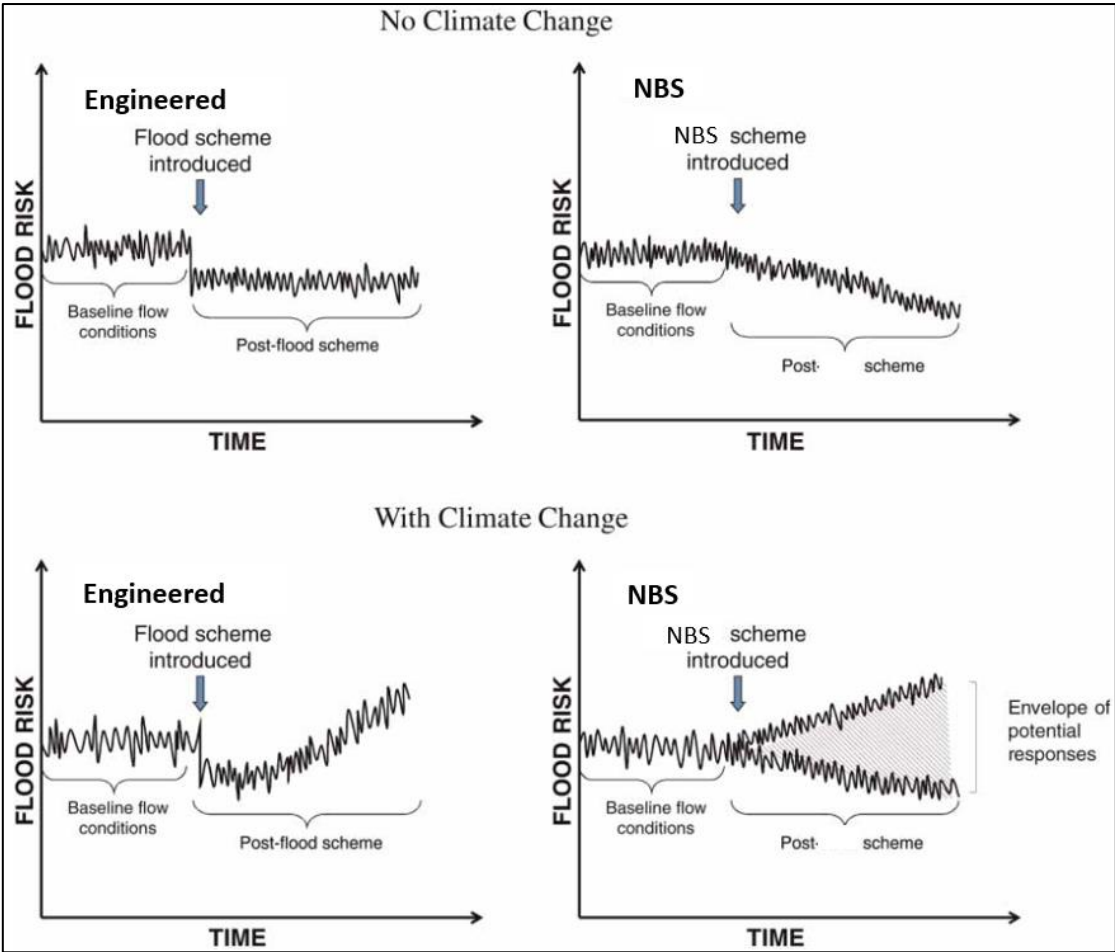 No Climate Change
Engineered
Flood scheme
introduced
FLOOD RISK
Baseline flow
conditions
Post-flood scheme
TIME
NBS
NBS scheme
introduced
FLOOD RISK
Baseline flow
conditions
Post- scheme
TIME
With Climate Change
Engineered
Flood scheme
introduced
FLOOD RISK
Baseline flow
conditions
Post-flood scheme
TIME
NBS
NBS scheme
introduced
FLOOD RISK
Envelope of
potential
responses
Baseline flow
conditions
Post- scheme
TIME